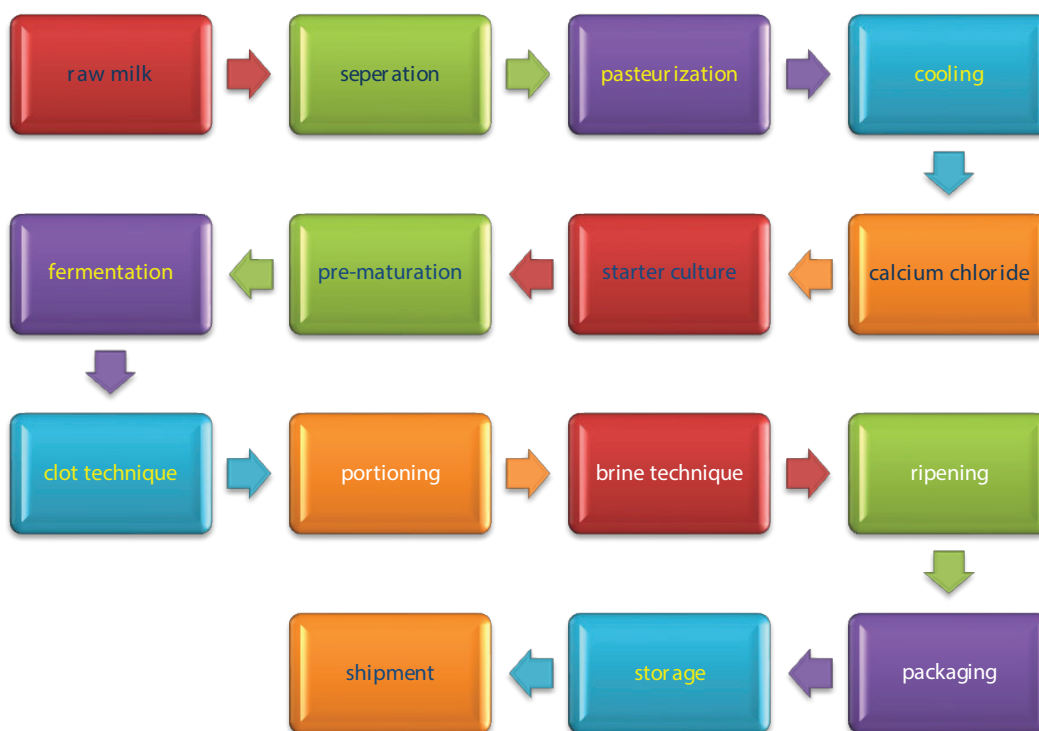 raw milk
seperation
pasteurization
cooling
calcium chloride
starter culture
pre-maturation
fermentation
clot technique
portioning
brine technique
ripening
packaging
storage
shipment